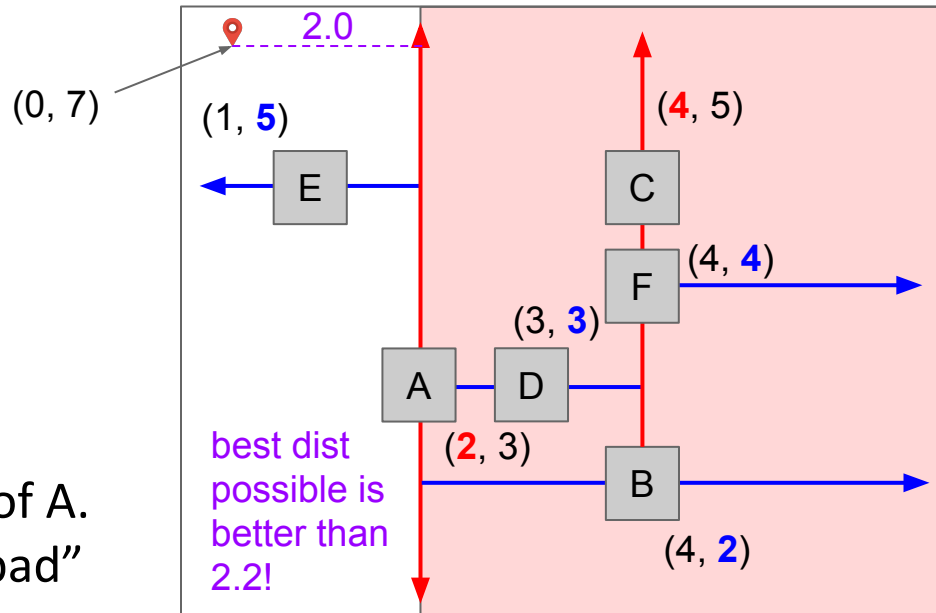 2.0
(0, 7)
(1, 5)
(4, 5)
E
C
F
(4, 4)
(3, 3)
A
D
(2, 3)
B
(4, 2)
best dist
possible is
better than
2.2!
of A.